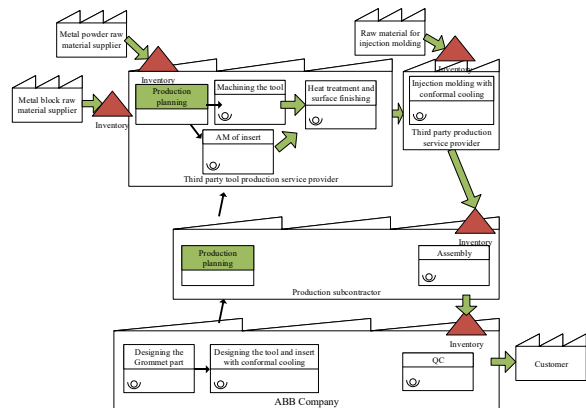 Metal powder raw
material supplier
Raw material for
injection molding
Inventory
Inventory
Metal block raw
material supplier
Inventory
Production
planning
Machining the tool
Heat treatment and
surface finishing
AM of insert
Third party tool production service provider
Injection molding with
conformal cooling
Third party production
service provider
Production
planning
Inventory
Assembly
Production subcontractor
Inventory
Designing the
Grommet part
Designing the tool and insert
with conformal cooling
QC
Customer
ABB Company